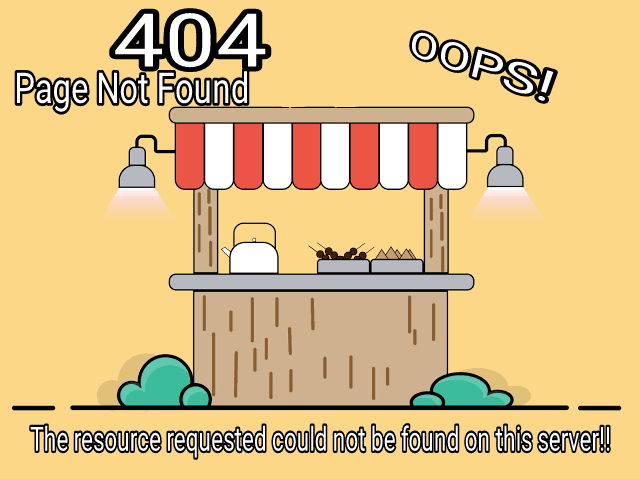 404
OOPS!
Page Not Found
The resource requested could not be found on this server!!